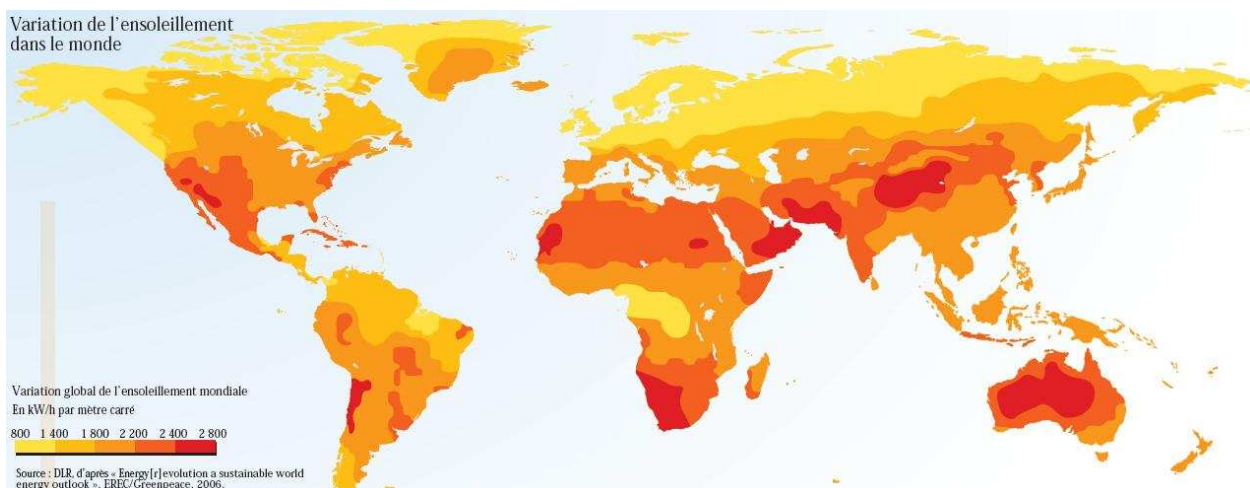 Variation de l'ensoleillement
dans le monde
Variation global de l'ensoleillement mondiale
En kW/h par mètre carré
800 1 400 1 800 2 200 2 400 2 800
Source : DLR, d'après « Energy[r]evolution a sustainable world
energy outlook », EREC/Greenpeace, 2006.